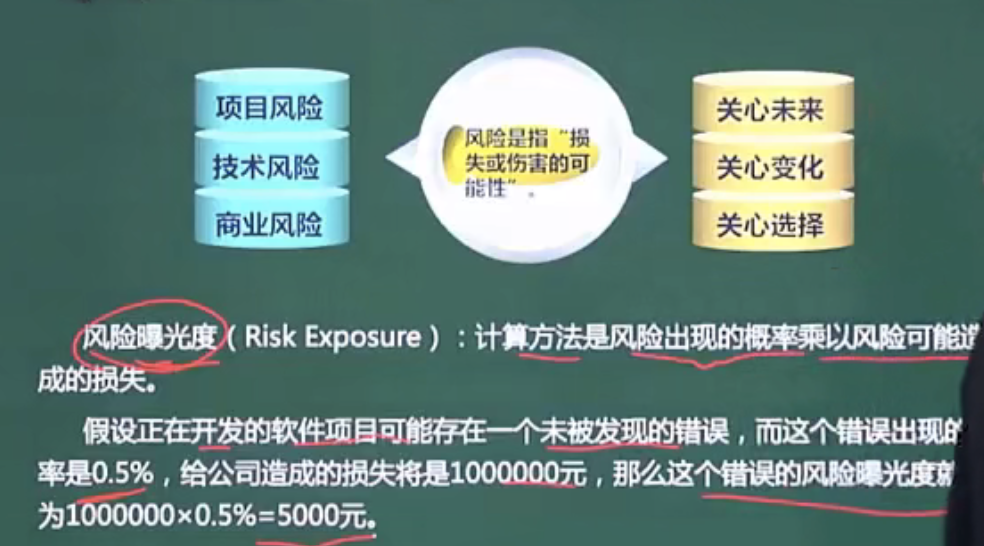 项目风险
技术风险
商业风险
风险是指“损
失或伤害的可
能性”。
关心未来
关心变化
关心选择
风险曝光度（Risk Exposure）：计算方法是风险出现的概率乘以风险可能造
成的损失。
假设正在开发的软件项目可能存在一个未被发现的错误，而这个错误出现的
率是0.5%，给公司造成的损失将是1000000元，那么这个错误的风险曝光度就
为1000000×0.5%=5000元。